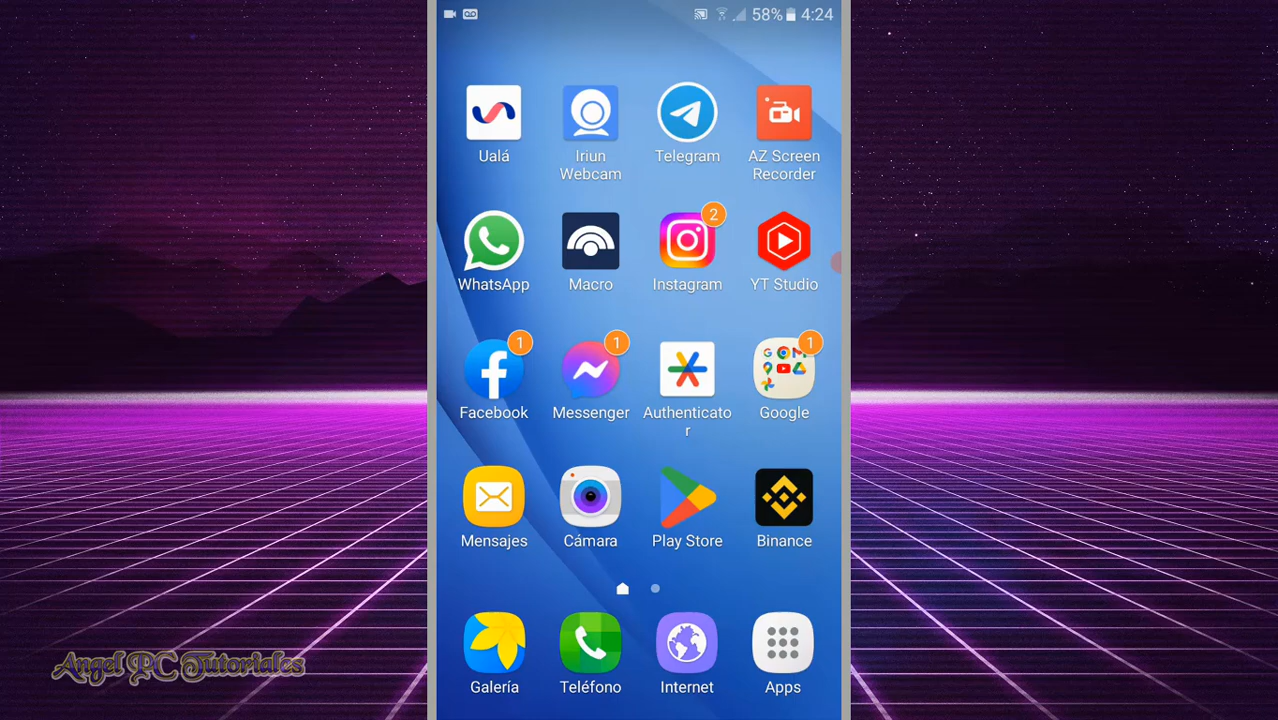 58% 4:24
Ualá
Iriun
Webcam
Telegram
AZ Screen
Recorder
WhatsApp
Macro
2
Instagram
YT Studio
1
Facebook
1
Messenger
Authenticato
r
1
Google
Mensajes
Cámara
Play Store
Binance
Galería
Teléfono
Internet
Apps
Angel PC Tutoriales